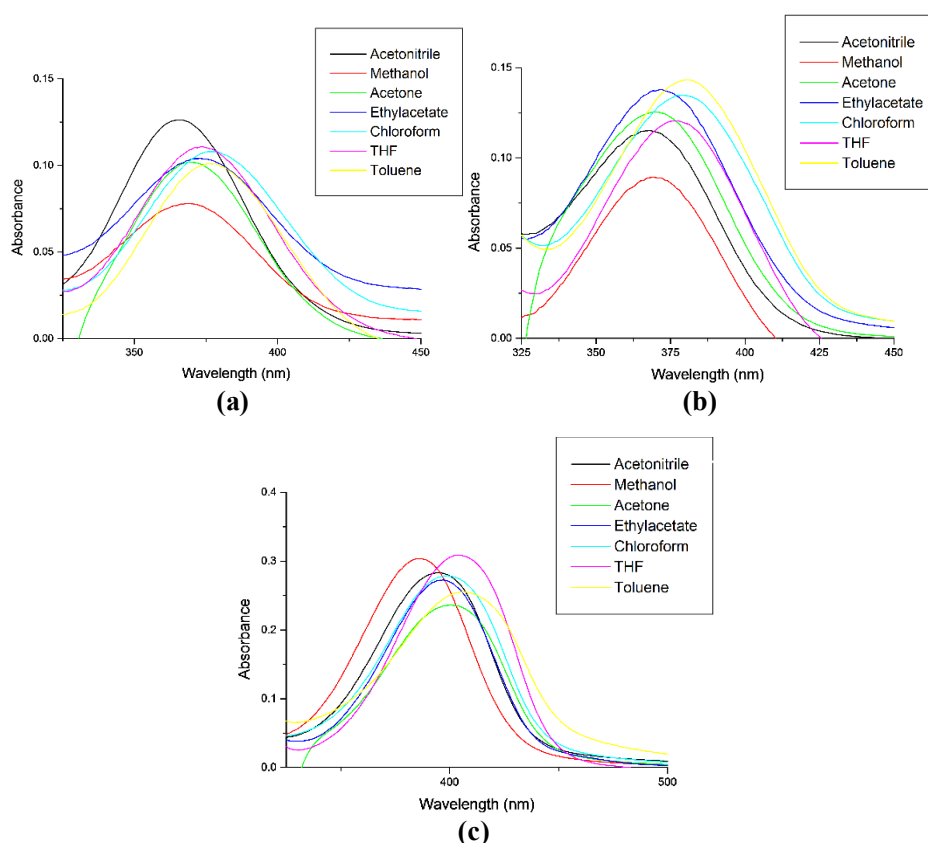 Acetonitrile
Methanol
Acetone
Ethylacetate
Chloroform
THF
Toluene
0.15
0.10
0.05
0.00
Absorbance
350
400
450
Wavelength (nm)
(a)
Acetonitrile
Methanol
Acetone
Ethylacetate
Chloroform
THF
Toluene
0.15
0.10
0.05
0.00
Absorbance
325
350
375
400
425
450
Wavelength (nm)
(b)
Acetonitrile
Methanol
Acetone
Ethylacetate
Chloroform
THF
Toluene
0.4
0.3
0.2
0.1
0.0
Absorbance
400
500
Wavelength (nm)
(c)